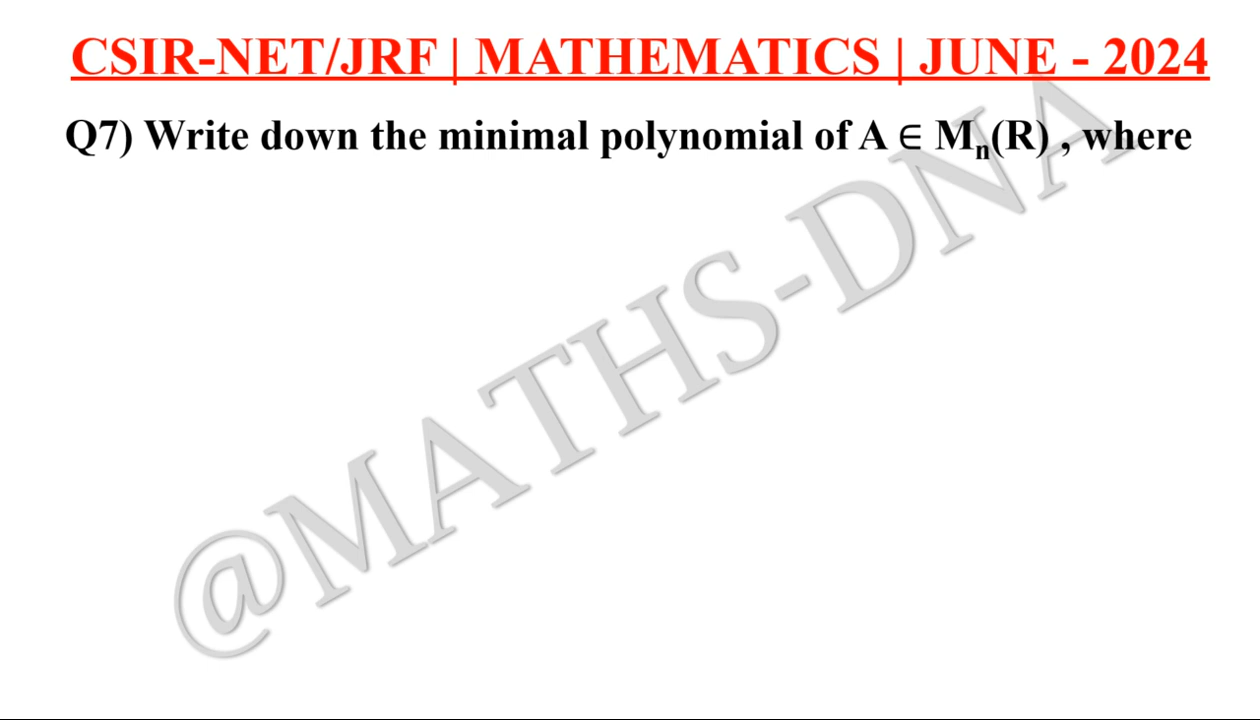 CSIR-NET/JRF | MATHEMATICS | JUNE - 2024
Q7) Write down the minimal polynomial of A ∈ Mn(R) , where
@MATHS-DNA